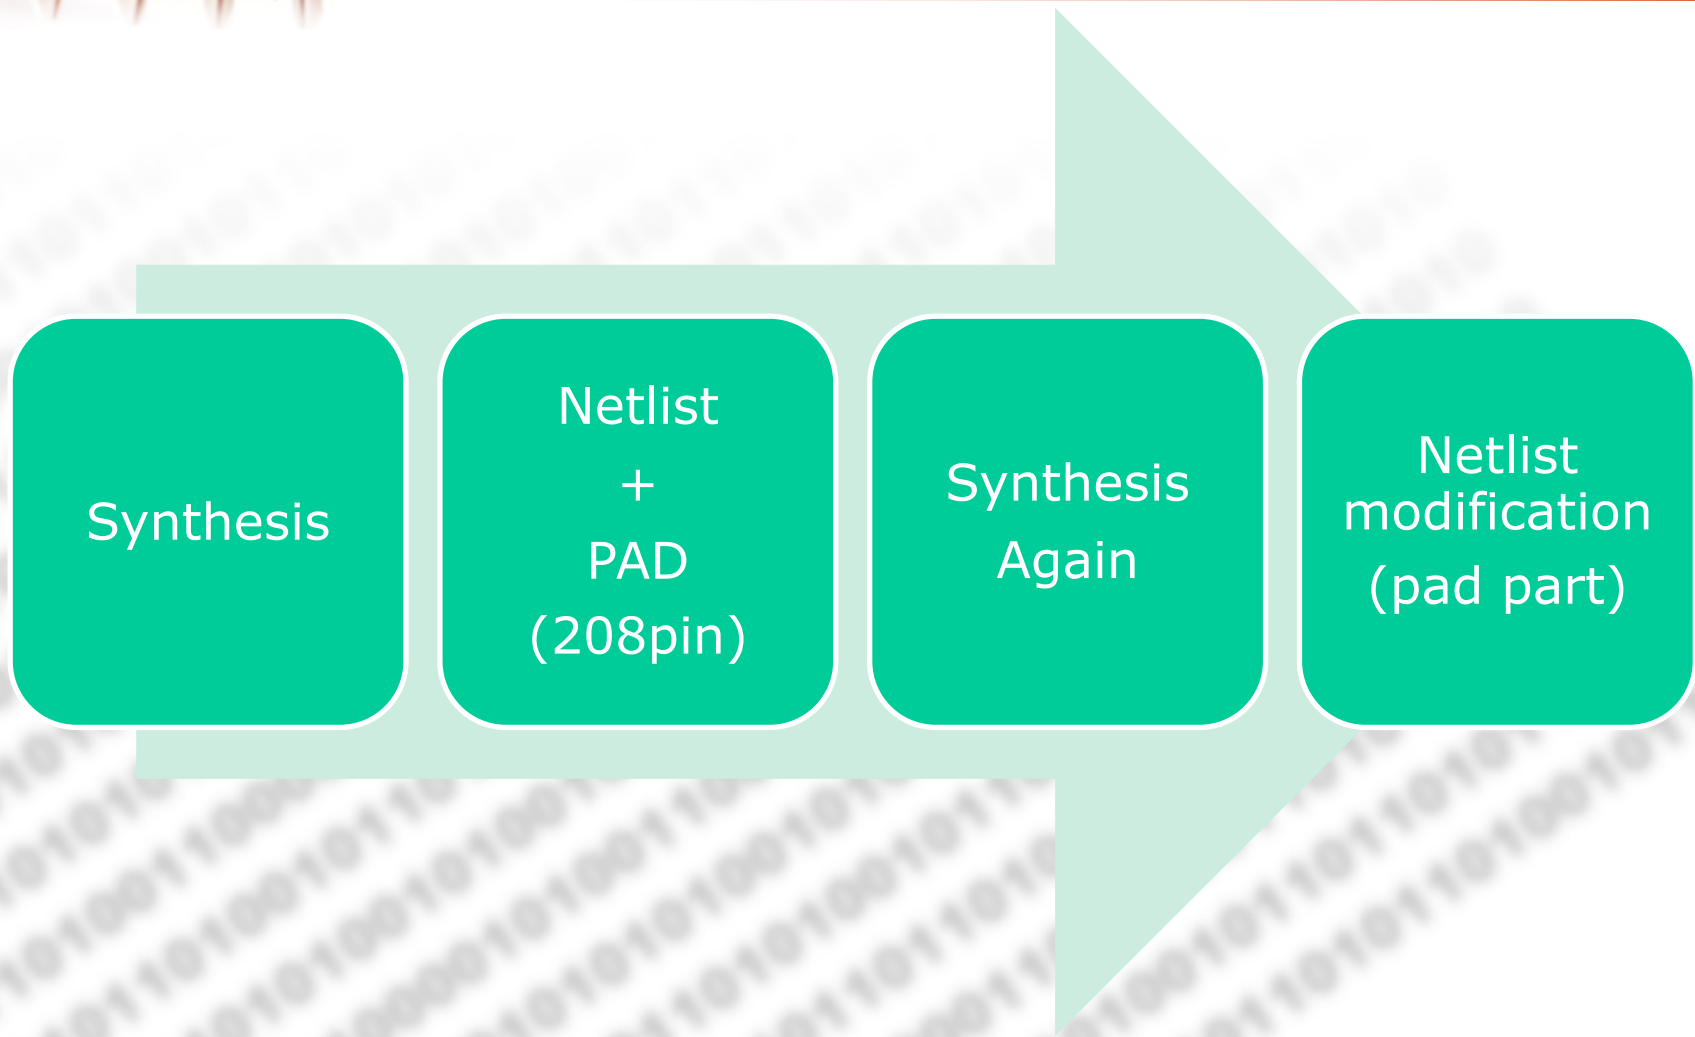 Synthesis
Netlist
+
PAD
(208pin)
Synthesis
Again
Netlist
modification
(pad part)